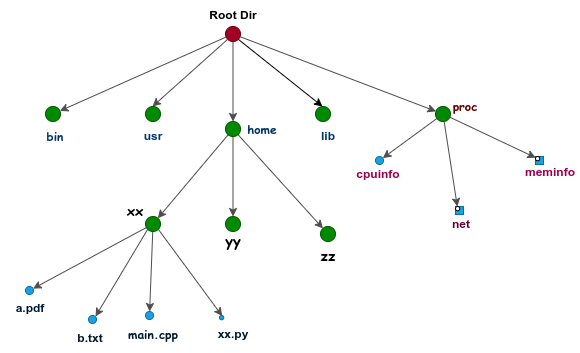 Root Dir
bin
usr
home
lib
proc
cpuinfo
meminfo
net
xx
yy
zz
a.pdf
b.txt
main.cpp
xx.py